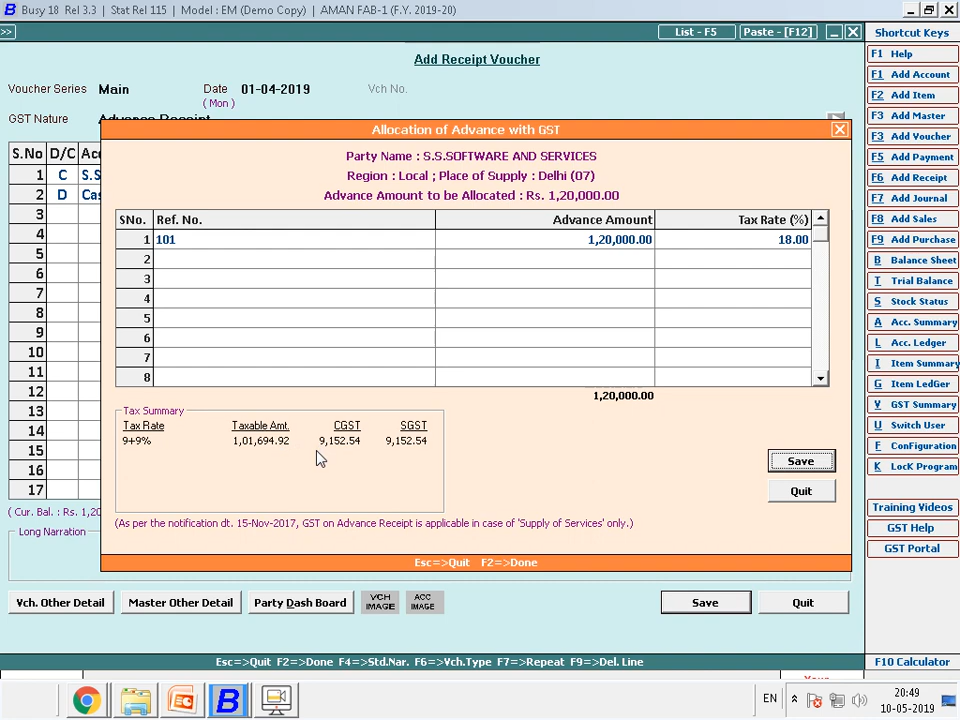 Busy 18 Rel 3.3 | Stat Rel 115 | Model : EM (Demo Copy) | AMAN FAB-1 (F.Y. 2019-20)
>>
List - F5
Paste - [F12]
Shortcut Keys
Add Receipt Voucher
Voucher Series Main
Date 01-04-2019
( Mon )
Vch No.
GST Nature Advance Receipt
S.No D/C Acc
1 C S.S
2 D Cas
3
4
5
6
7
8
9
10
11
12
13
14
15
16
17
Allocation of Advance with GST
Party Name : S.S.SOFTWARE AND SERVICES
Region : Local ; Place of Supply : Delhi (07)
Advance Amount to be Allocated : Rs. 1,20,000.00
SNo. Ref. No. Advance Amount Tax Rate (%)
1 101 1,20,000.00 18.00
2
3
4
5
6
7
8
1,20,000.00
Tax Summary
Tax Rate Taxable Amt. CGST SGST
9+9% 1,01,694.92 9,152.54 9,152.54
Save
Quit
(As per the notification dt. 15-Nov-2017, GST on Advance Receipt is applicable in case of 'Supply of Services' only.)
Esc=>Quit F2=>Done
( Cur. Bal. : Rs. 1,20
Long Narration
Vch. Other Detail
Master Other Detail
Party Dash Board
VCH IMAGE
ACC IMAGE
Save
Quit
Esc=>Quit F2=>Done F4=>Std.Nar. F6=>Vch.Type F7=>Repeat F9=>Del. Line
F1 Help
F1 Add Account
F2 Add Item
F3 Add Master
F3 Add Voucher
F5 Add Payment
F6 Add Receipt
F7 Add Journal
F8 Add Sales
F9 Add Purchase
B Balance Sheet
T Trial Balance
S Stock Status
A Acc. Summary
L Acc. Ledger
I Item Summary
G Item LedGer
V GST Summary
U Switch User
F ConFiguration
K LocK Program
Training Videos
GST Help
GST Portal
F10 Calculator
EN
20:49
10-05-2019